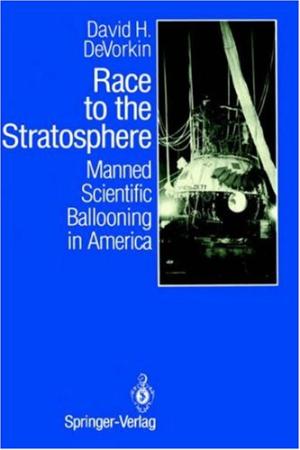 David H.
DeVorkin
Race
to the
Stratosphere
Manned
Scientific
Ballooning
in America
Springer-Verlag